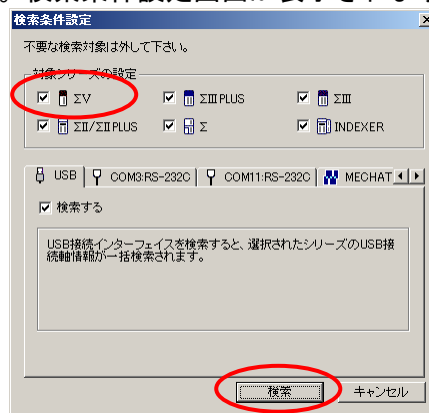 検索条件設定
不要な検索対象は外して下さい。
対象シリーズの設定
ΣV ΣIIIPLUS ΣIII
ΣII/ΣIIPLUS Σ INDEXER
USB COM3:RS-232C COM11:RS-232C MECHAT
検索する
USB接続インターフェイスを検索すると、選択されたシリーズのUSB接
続軸情報が一括検索されます。
検索 キャンセル